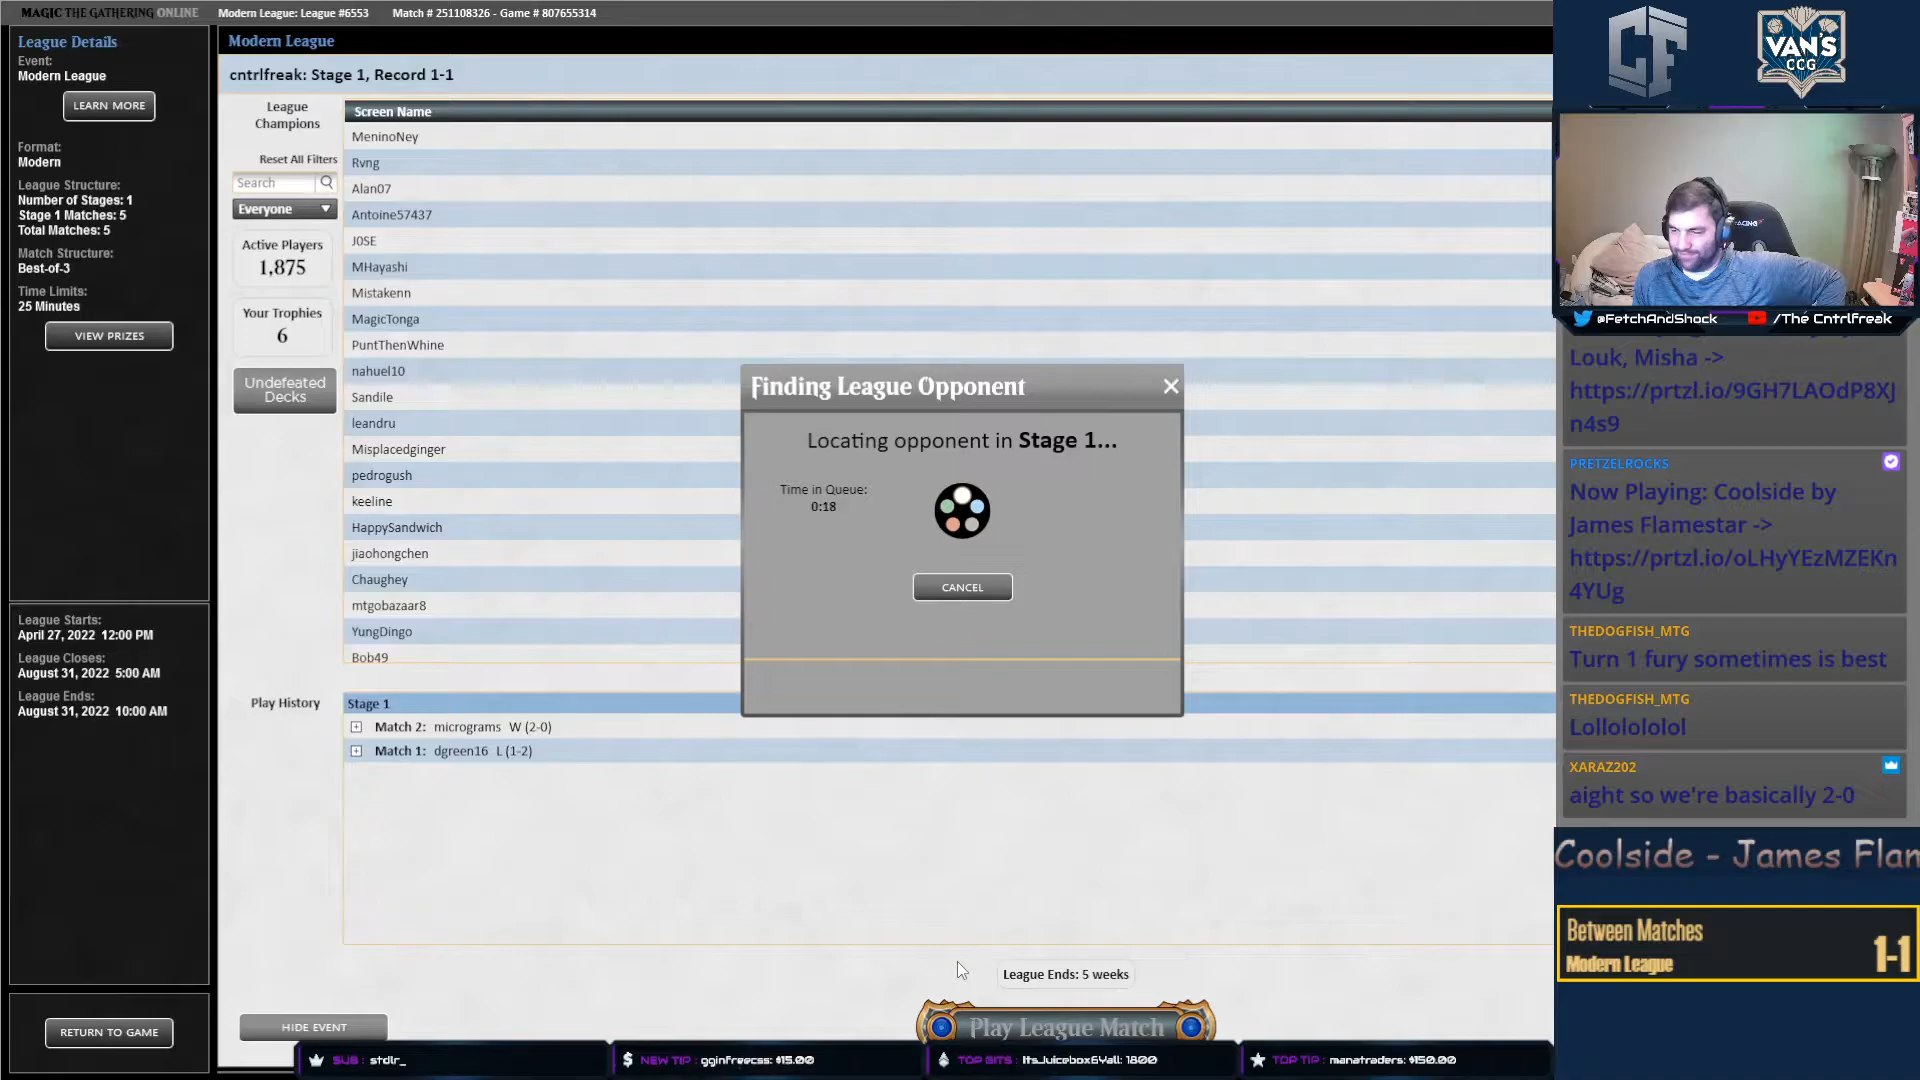 MAGIC THE GATHERING ONLINE
Modern League: League #6553
Match # 251108326 - Game # 807655314
League Details
Event:
Modern League
LEARN MORE
Format:
Modern
League Structure:
Number of Stages: 1
Stage 1 Matches: 5
Total Matches: 5
Match Structure:
Best-of-3
Time Limits:
25 Minutes
VIEW PRIZES
League Starts:
April 27, 2022 12:00 PM
League Closes:
August 31, 2022 5:00 AM
League Ends:
August 31, 2022 10:00 AM
RETURN TO GAME
Modern League
cntrlfreak: Stage 1, Record 1-1
League
Champions
Reset All Filters
Search
Everyone
Active Players
1,875
Your Trophies
6
Undefeated
Decks
Screen Name
MeninoNey
Rvng
Alan07
Antoine57437
J0SE
MHayashi
Mistakenn
MagicTonga
PuntThenWhine
nahuel10
Sandile
leandru
Misplacedginger
pedrogush
keeline
HappySandwich
jiaohongchen
Chaughey
mtgobazaar8
YungDingo
Bob49
Finding League Opponent
Locating opponent in Stage 1...
Time in Queue:
0:18
CANCEL
Play History
Stage 1
Match 2: micrograms W (2-0)
Match 1: dgreen16 L (1-2)
League Ends: 5 weeks
HIDE EVENT
Play League Match
SUB: stdlr_
NEW TIP: gginfreecss: $15.00
TOP BITS: ItsJuicebox6Yall: 1800
TOP TIP: manatraders: $150.00
CF
VAN'S
CCG
RACING
@FetchAndShock
/The Cntrlfreak
Louk, Misha ->
https://prtzl.io/9GH7LAOdP8XJ
n4s9
PRETZELROCKS
Now Playing: Coolside by
James Flamestar ->
https://prtzl.io/oLHyYEzMZEKn
4YUg
THEDOGFISH_MTG
Turn 1 fury sometimes is best
THEDOGFISH_MTG
Lollolololol
XARAZ202
aight so we're basically 2-0
Coolside - James Flam
Between Matches
Modern League
1-1